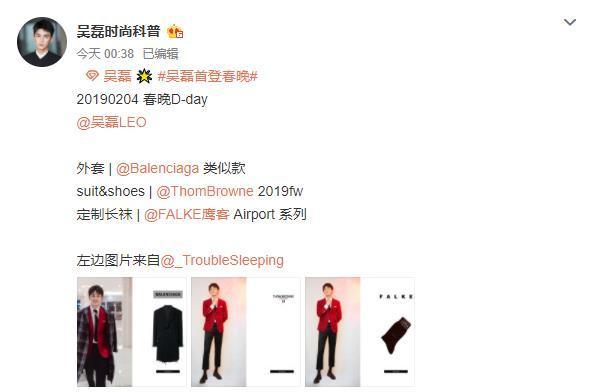 吴磊时尚科普
今天 00:38 已编辑
吴磊 #吴磊首登春晚#
20190204 春晚D-day
@吴磊LEO
外套 | @Balenciaga 类似款
suit&shoes | @ThomBrowne 2019fw
定制长袜 | @FALKE鹰客 Airport 系列
左边图片来自@_TroubleSleeping
BALENCIAGA
FALKE